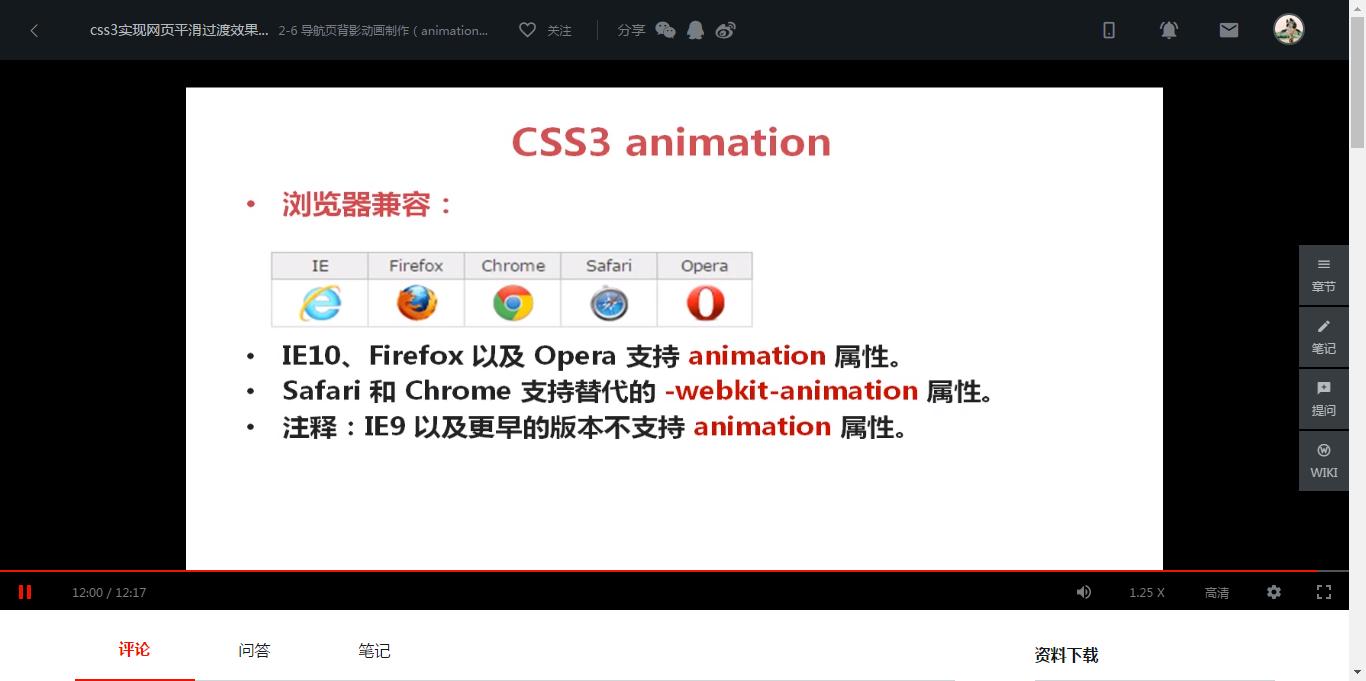 css3实现网页平滑过渡效果... 2-6 导航页背影动画制作（animation... 关注 分享
CSS3 animation
• 浏览器兼容：
IE Firefox Chrome Safari Opera
• IE10、Firefox 以及 Opera 支持 animation 属性。
• Safari 和 Chrome 支持替代的 -webkit-animation 属性。
• 注释：IE9 以及更早的版本不支持 animation 属性。
章节
笔记
提问
WIKI
12:00 / 12:17 1.25 X 高清
评论 问答 笔记 资料下载